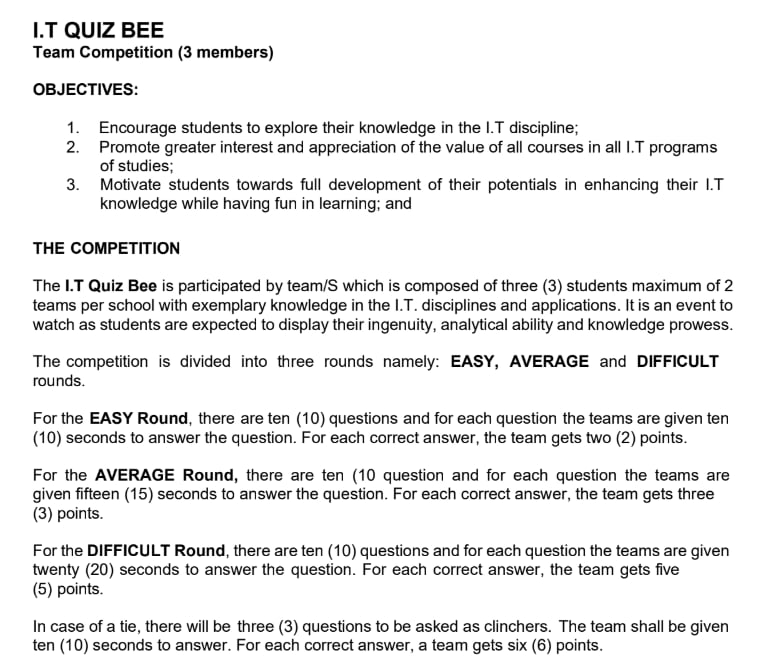 I.T QUIZ BEE
Team Competition (3 members)
OBJECTIVES:
1. Encourage students to explore their knowledge in the I.T discipline;
2. Promote greater interest and appreciation of the value of all courses in all I.T programs
of studies;
3. Motivate students towards full development of their potentials in enhancing their I.T
knowledge while having fun in learning; and
THE COMPETITION
The I.T Quiz Bee is participated by team/S which is composed of three (3) students maximum of 2
teams per school with exemplary knowledge in the I.T. disciplines and applications. It is an event to
watch as students are expected to display their ingenuity, analytical ability and knowledge prowess.
The competition is divided into three rounds namely: EASY, AVERAGE and DIFFICULT
rounds.
For the EASY Round, there are ten (10) questions and for each question the teams are given ten
(10) seconds to answer the question. For each correct answer, the team gets two (2) points.
For the AVERAGE Round, there are ten (10 question and for each question the teams are
given fifteen (15) seconds to answer the question. For each correct answer, the team gets three
(3) points.
For the DIFFICULT Round, there are ten (10) questions and for each question the teams are given
twenty (20) seconds to answer the question. For each correct answer, the team gets five
(5) points.
In case of a tie, there will be three (3) questions to be asked as clinchers. The team shall be given
ten (10) seconds to answer. For each correct answer, a team gets six (6) points.